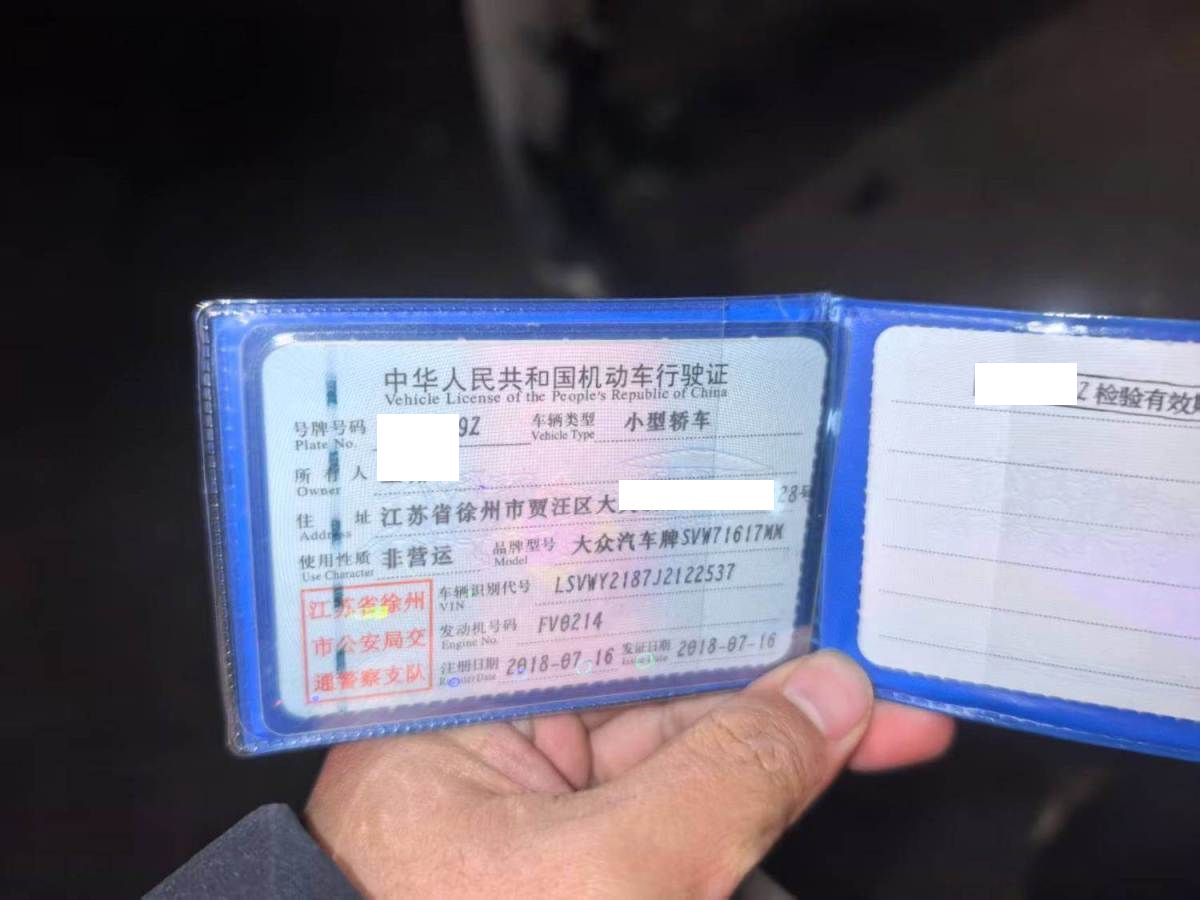 中华人民共和国机动车行驶证
Vehicle License of the People's Republic of China
号牌号码 9Z 车辆类型 小型轿车
Plate No. Vehicle Type
所有人
Owner
住址 江苏省徐州市贾汪区大 28号
Address
使用性质 非营运 品牌型号 大众汽车牌SVW71617MM
Use Character Model
车辆识别代号 LSVWY2187J2122537
VIN
发动机号码 FV0214
Engine No.
注册日期 2018-07-16 发证日期 2018-07-16
Register Date Issue Date
江苏省徐州
市公安局交
通警察支队
Z 检验有效